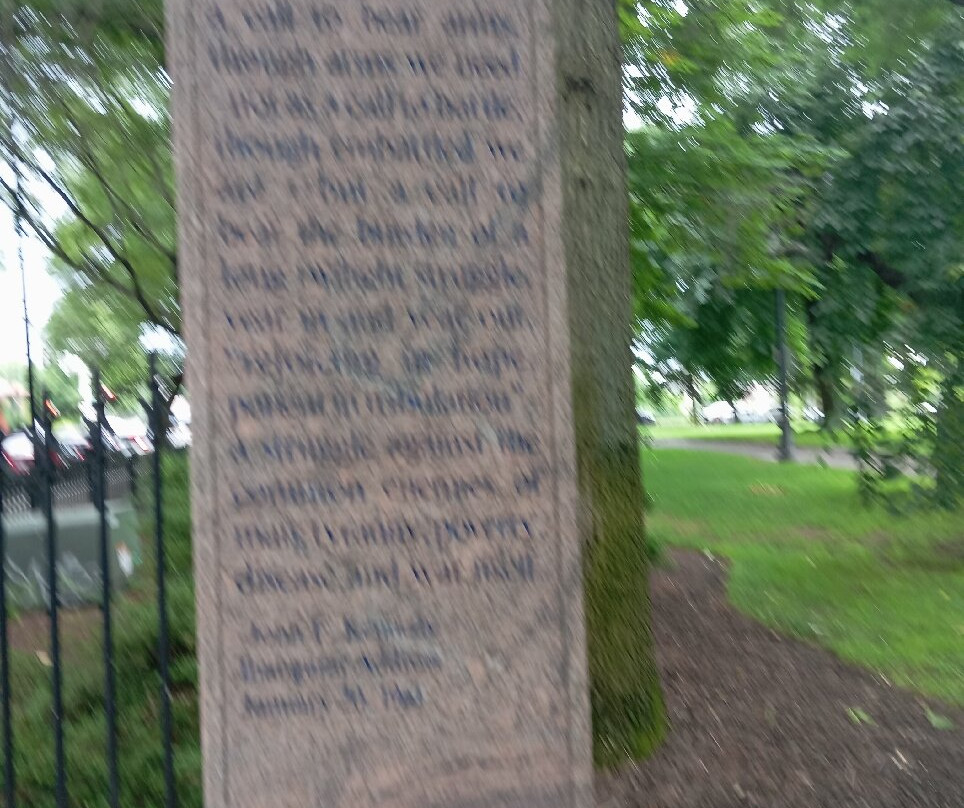 A call to bear arms,
though arms we need
not as a call to battle
though embattled we
are but a call to
bear the burden of a
long twilight struggle
year in and year out
"rejoicing in hope,
patient in tribulation"
a struggle against the
common enemies of
man, tyranny, poverty
disease and war itself
John F. Kennedy
Inaugural Address
January 20, 1961